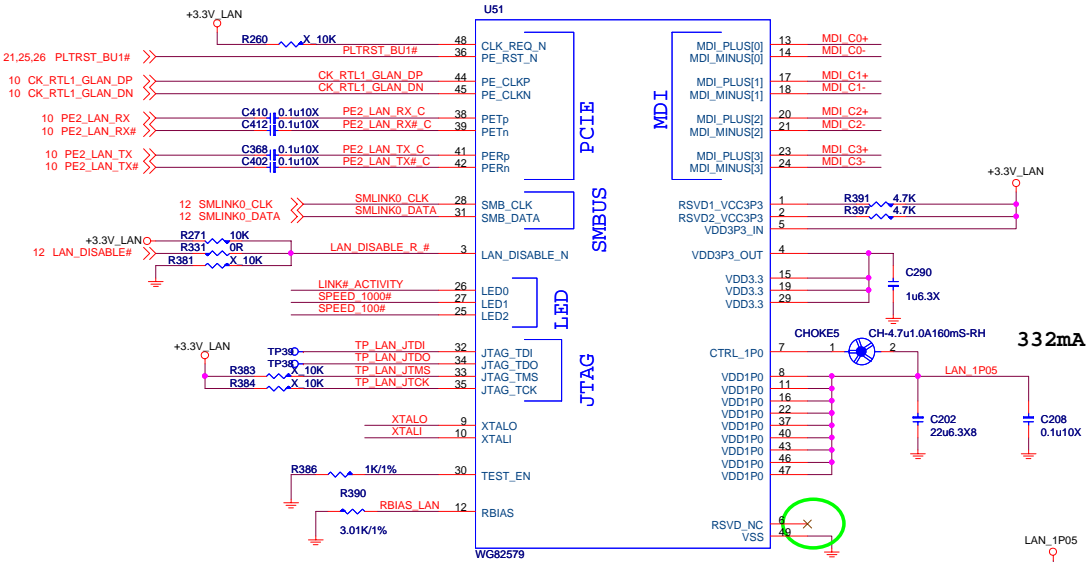 U51
+3.3V_LAN
R260 X_10K 48 CLK_REQ_N
21,25,26 PLTRST_BU1# PLTRST_BU1# 36 PE_RST_N
10 CK_RTL1_GLAN_DP CK_RTL1_GLAN_DP 44 PE_CLKP
10 CK_RTL1_GLAN_DN CK_RTL1_GLAN_DN 45 PE_CLKN
10 PE2_LAN_RX C410 0.1u10X PE2_LAN_RX_C 38 PETp
10 PE2_LAN_RX# C412 0.1u10X PE2_LAN_RX#_C 39 PETn
10 PE2_LAN_TX C368 0.1u10X PE2_LAN_TX_C 41 PERp
10 PE2_LAN_TX# C402 0.1u10X PE2_LAN_TX#_C 42 PERn
PCIE
12 SMLINK0_CLK SMLINK0_CLK 28 SMB_CLK
12 SMLINK0_DATA SMLINK0_DATA 31 SMB_DATA
SMBUS
+3.3V_LAN R271 10K
12 LAN_DISABLE# R331 0R LAN_DISABLE_R_# 3 LAN_DISABLE_N
R381 X_10K
LINK#_ACTIVITY 26 LED0
SPEED_1000# 27 LED1
SPEED_100# 25 LED2
LED
+3.3V_LAN
TP39 TP_LAN_JTDI 32 JTAG_TDI
TP38 TP_LAN_JTDO 34 JTAG_TDO
R383 X_10K TP_LAN_JTMS 33 JTAG_TMS
R384 X_10K TP_LAN_JTCK 35 JTAG_TCK
JTAG
XTALO 9 XTALO
XTALI 10 XTALI
R386 1K/1% 30 TEST_EN
R390 RBIAS_LAN 12 RBIAS
3.01K/1%
WG82579
MDI
MDI_PLUS[0] 13 MDI_C0+
MDI_MINUS[0] 14 MDI_C0-
MDI_PLUS[1] 17 MDI_C1+
MDI_MINUS[1] 18 MDI_C1-
MDI_PLUS[2] 20 MDI_C2+
MDI_MINUS[2] 21 MDI_C2-
MDI_PLUS[3] 23 MDI_C3+
MDI_MINUS[3] 24 MDI_C3-
+3.3V_LAN
RSVD1_VCC3P3 1 R391 4.7K
RSVD2_VCC3P3 2 R397 4.7K
VDD3P3_IN 5
VDD3P3_OUT 4
VDD3.3 15
VDD3.3 19
VDD3.3 29
C290
1u6.3X
CHOKE5 CH-4.7u1.0A160mS-RH
332mA
CTRL_1P0 7 1 2
LAN_1P05
VDD1P0 8
VDD1P0 11
VDD1P0 16
VDD1P0 22
VDD1P0 37
VDD1P0 40
VDD1P0 43
VDD1P0 46
VDD1P0 47
C202
22u6.3X8
C208
0.1u10X
RSVD_NC 6
VSS 49
LAN_1P05